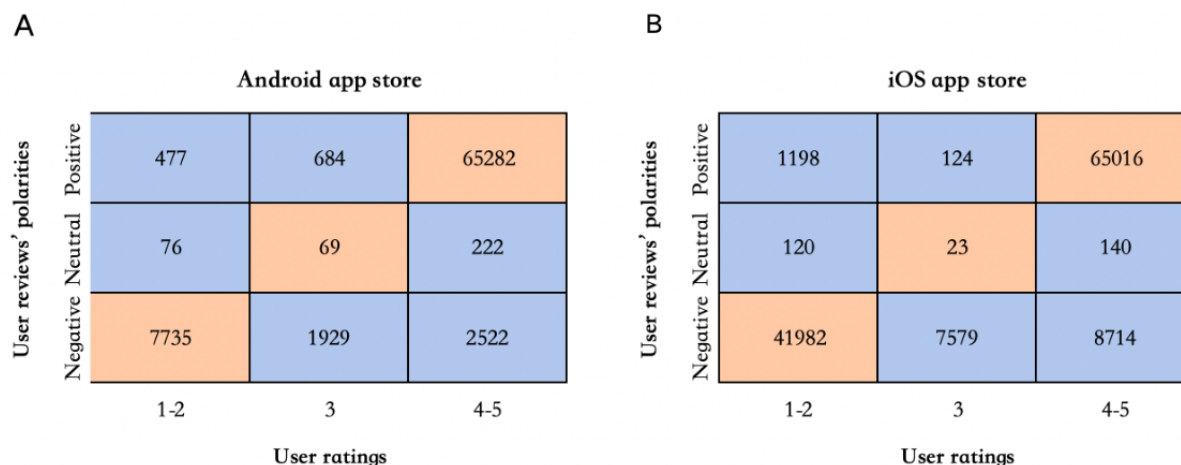 A
Android app store
User reviews' polarities
Positive
477 684 65282
Neutral
76 69 222
Negative
7735 1929 2522
1-2 3 4-5
User ratings
B
iOS app store
User reviews' polarities
Positive
1198 124 65016
Neutral
120 23 140
Negative
41982 7579 8714
1-2 3 4-5
User ratings